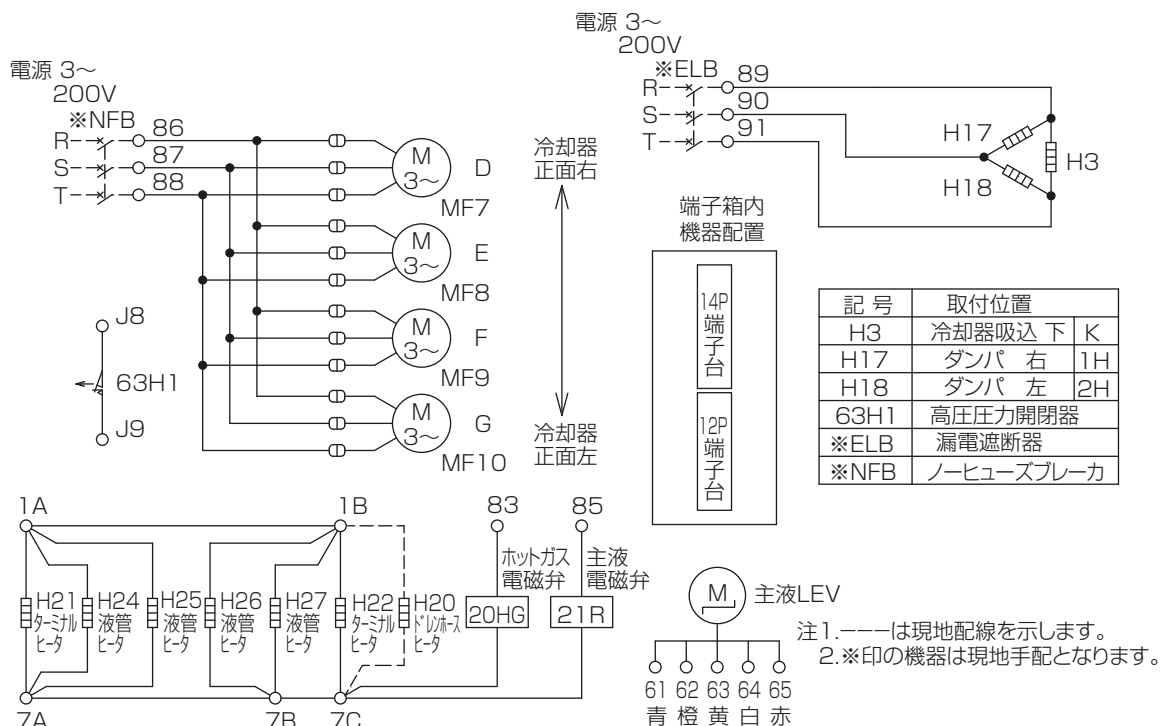 電源 3～
200V
※NFB
R
S
T
86
87
88
M
3～
D
MF7
M
3～
E
MF8
M
3～
F
MF9
M
3～
G
MF10
冷却器
正面右
冷却器
正面左
J8
63H1
J9
電源 3～
200V
※ELB
R
S
T
89
90
91
H17
H18
H3
端子箱内
機器配置
14P
端子台
12P
端子台
記 号 取付位置
H3 冷却器吸込 下 K
H17 ダンパ 右 1H
H18 ダンパ 左 2H
63H1 高圧圧力開閉器
※ELB 漏電遮断器
※NFB ノーヒューズブレーカ
1A
1B
83
85
H21
ターミナル
ヒータ
H24
液管
ヒータ
H25
液管
ヒータ
H26
液管
ヒータ
H27
液管
ヒータ
H22
ターミナル
ヒータ
H20
ドレンホース
ヒータ
ホットガス
電磁弁
20HG
主液
電磁弁
21R
7A
7B
7C
M
主液LEV
61 62 63 64 65
青 橙 黄 白 赤
注1.−−−は現地配線を示します。
2.※印の機器は現地手配となります。